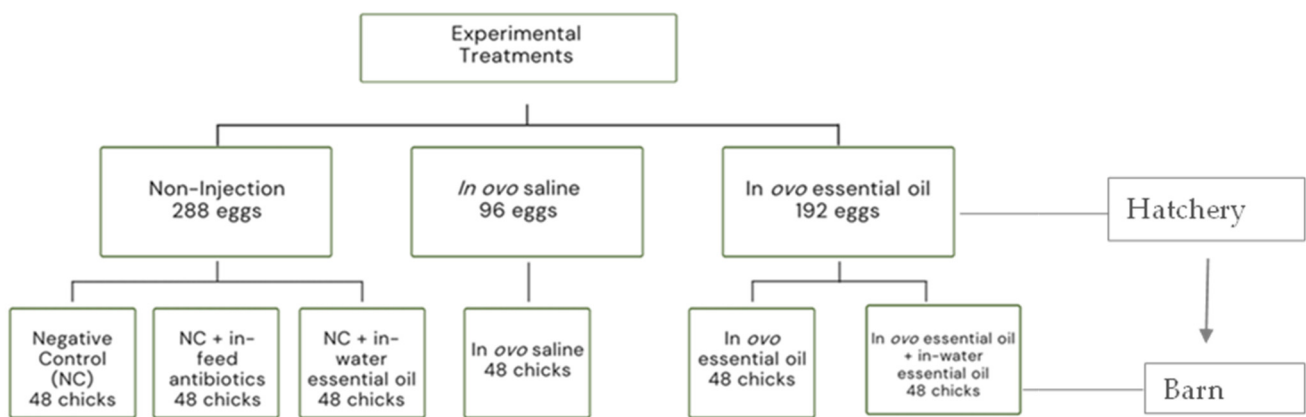 Experimental
Treatments
Non-Injection
288 eggs
In ovo saline
96 eggs
In ovo essential oil
192 eggs
Hatchery
Negative
Control
(NC)
48 chicks
NC + in-
feed
antibiotics
48 chicks
NC + in-
water
essential oil
48 chicks
In ovo saline
48 chicks
In ovo
essential oil
48 chicks
In ovo essential oil
+ in-water
essential oil
48 chicks
Barn